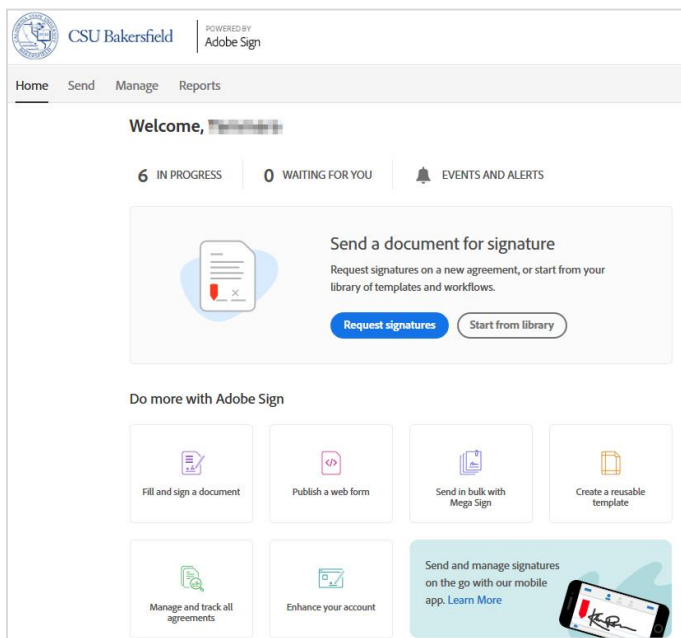 CSU Bakersfield
POWERED BY
Adobe Sign
Home Send Manage Reports
Welcome,
6 IN PROGRESS 0 WAITING FOR YOU EVENTS AND ALERTS
Send a document for signature
Request signatures on a new agreement, or start from your
library of templates and workflows.
Request signatures Start from library
Do more with Adobe Sign
Fill and sign a document
Publish a web form
Send in bulk with
Mega Sign
Create a reusable
template
Manage and track all
agreements
Enhance your account
Send and manage signatures
on the go with our mobile
app. Learn More